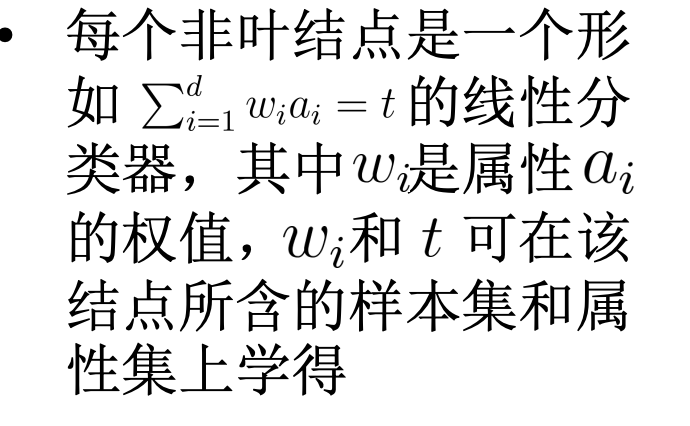 • 每个非叶结点是一个形
如 $\sum_{i=1}^{d} w_i a_i = t$ 的线性分
类器，其中 $w_i$ 是属性 $a_i$
的权值，$w_i$ 和 $t$ 可在该
结点所含的样本集和属
性集上学得